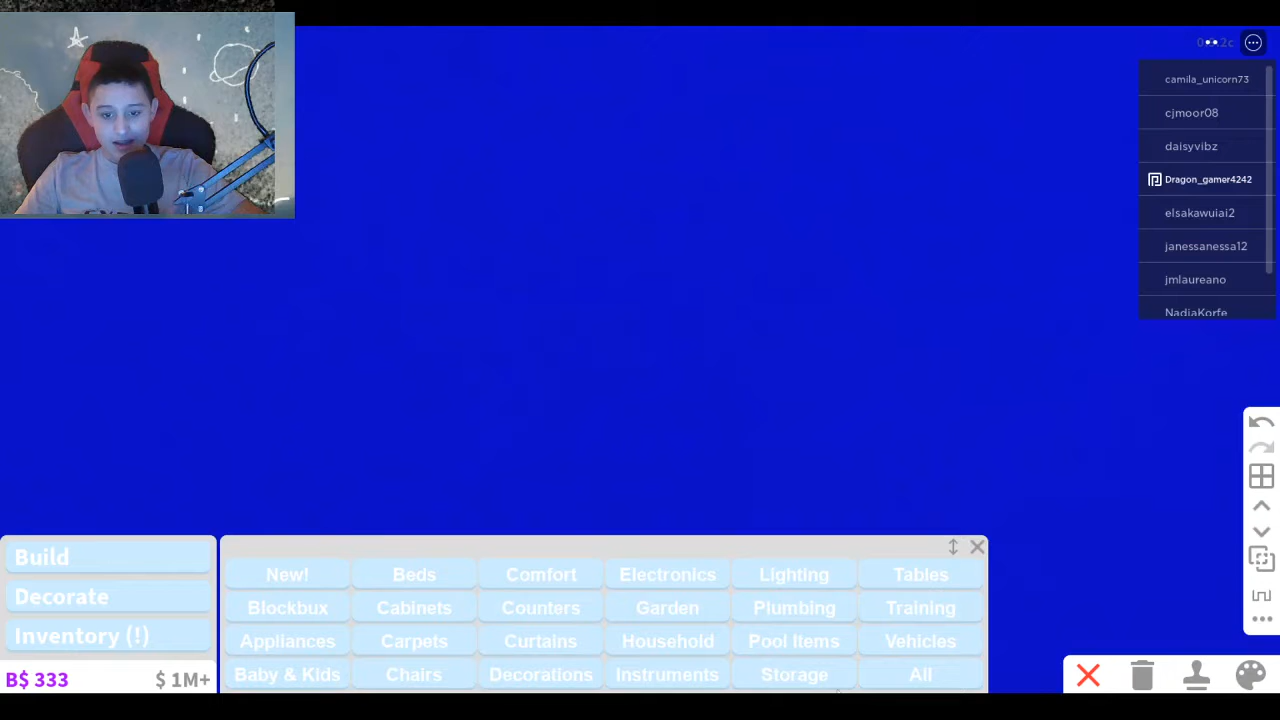 camila_unicorn73
cjmoor08
daisyvibz
Dragon_gamer4242
elsakawuiai2
janessanessa12
jmlaureano
NadiaKorfe
Build
Decorate
Inventory (!)
B$ 333 $ 1M+
New! Beds Comfort Electronics Lighting Tables
Blockbux Cabinets Counters Garden Plumbing Training
Appliances Carpets Curtains Household Pool Items Vehicles
Baby & Kids Chairs Decorations Instruments Storage All